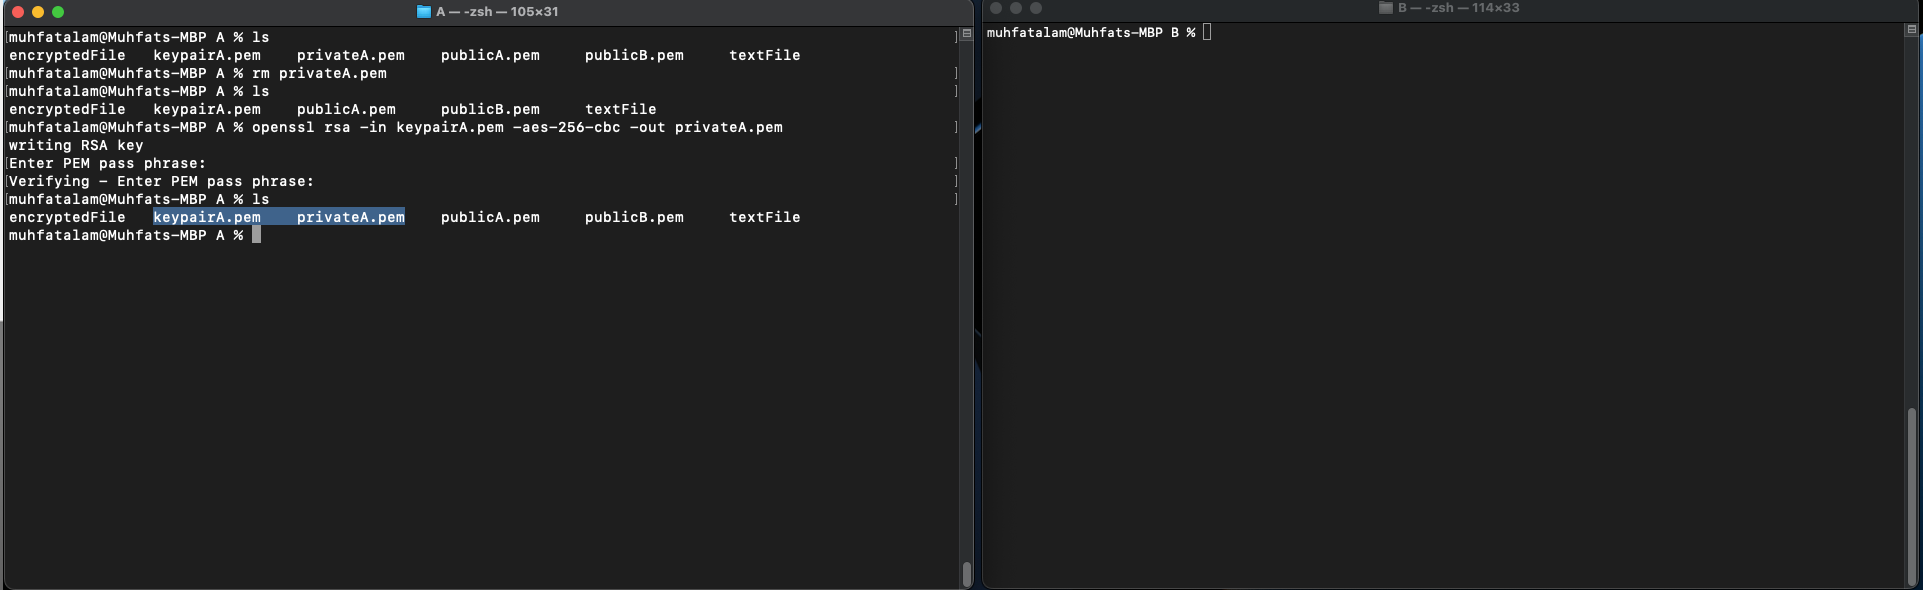 A — -zsh — 105×31
[muhfatalam@Muhfats-MBP A % ls ]
encryptedFile keypairA.pem privateA.pem publicA.pem publicB.pem textFile
[muhfatalam@Muhfats-MBP A % rm privateA.pem ]
[muhfatalam@Muhfats-MBP A % ls ]
encryptedFile keypairA.pem publicA.pem publicB.pem textFile
[muhfatalam@Muhfats-MBP A % openssl rsa -in keypairA.pem -aes-256-cbc -out privateA.pem ]
writing RSA key
[Enter PEM pass phrase: ]
[Verifying - Enter PEM pass phrase: ]
[muhfatalam@Muhfats-MBP A % ls ]
encryptedFile keypairA.pem privateA.pem publicA.pem publicB.pem textFile
muhfatalam@Muhfats-MBP A %
B — -zsh — 114×33
muhfatalam@Muhfats-MBP B %